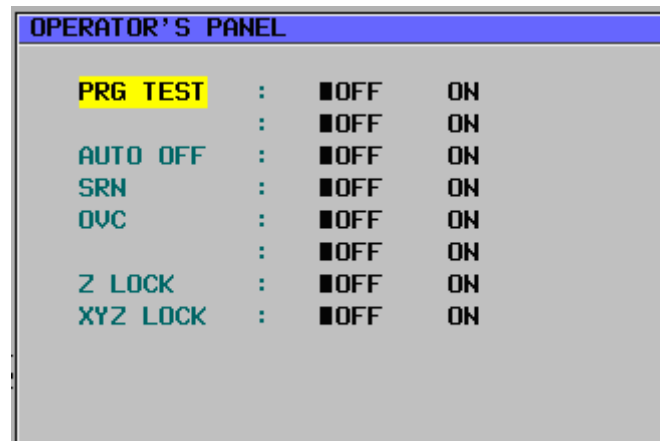 OPERATOR'S PANEL
PRG TEST : ■OFF ON
: ■OFF ON
AUTO OFF : ■OFF ON
SRN : ■OFF ON
OVC : ■OFF ON
: ■OFF ON
Z LOCK : ■OFF ON
XYZ LOCK : ■OFF ON